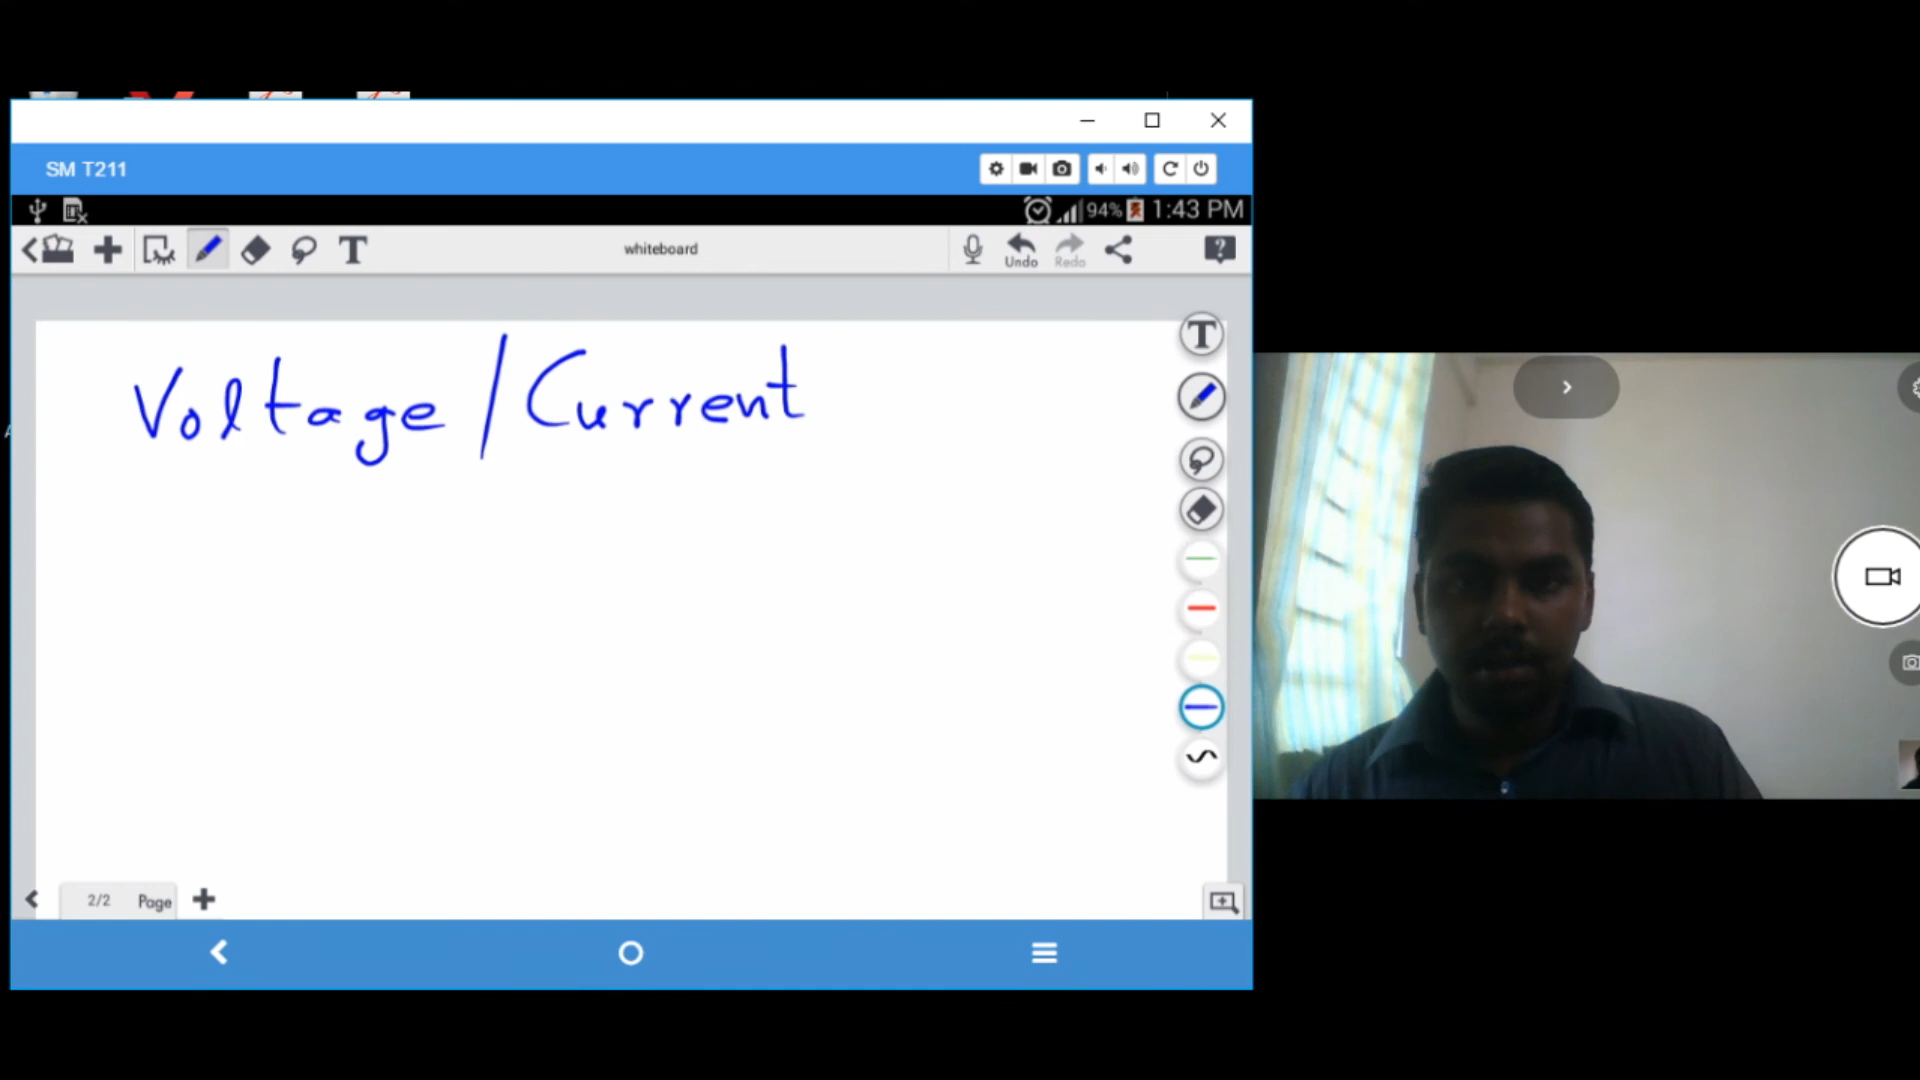 SM T211
94% 1:43 PM
T whiteboard Undo Redo ?
T
Voltage / Current
2/2 Page